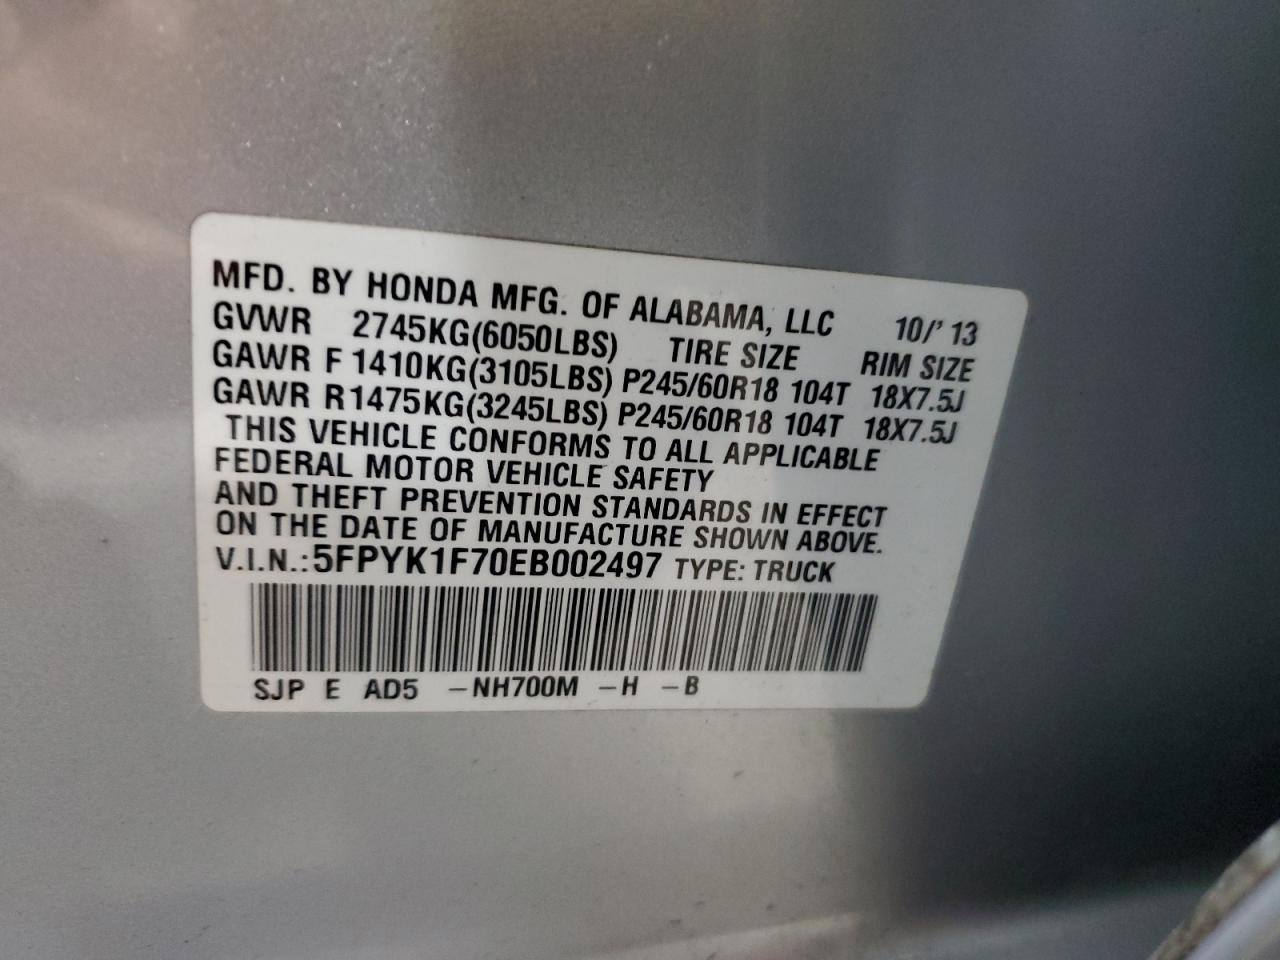 MFD. BY HONDA MFG. OF ALABAMA, LLC 10/' 13
GVWR 2745KG(6050LBS) TIRE SIZE RIM SIZE
GAWR F 1410KG(3105LBS) P245/60R18 104T 18X7.5J
GAWR R1475KG(3245LBS) P245/60R18 104T 18X7.5J
THIS VEHICLE CONFORMS TO ALL APPLICABLE
FEDERAL MOTOR VEHICLE SAFETY
AND THEFT PREVENTION STANDARDS IN EFFECT
ON THE DATE OF MANUFACTURE SHOWN ABOVE.
V.I.N.:5FPYK1F70EB002497 TYPE: TRUCK
SJP E AD5 –NH700M –H –B